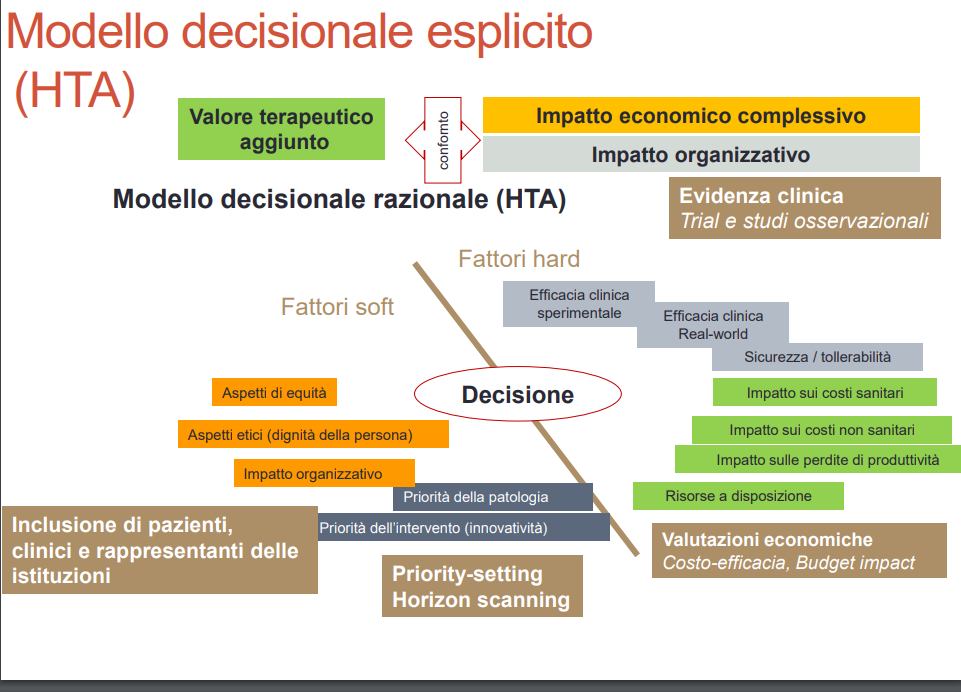 Modello decisionale esplicito
(HTA)
Valore terapeutico
aggiunto
confornto
Impatto economico complessivo
Impatto organizzativo
Modello decisionale razionale (HTA)
Evidenza clinica
Trial e studi osservazionali
Fattori hard
Fattori soft
Efficacia clinica
sperimentale
Efficacia clinica
Real-world
Sicurezza / tollerabilità
Decisione
Aspetti di equità
Impatto sui costi sanitari
Aspetti etici (dignità della persona)
Impatto sui costi non sanitari
Impatto sulle perdite di produttività
Impatto organizzativo
Priorità della patologia
Risorse a disposizione
Priorità dell'intervento (innovatività)
Inclusione di pazienti,
clinici e rappresentanti delle
istituzioni
Valutazioni economiche
Costo-efficacia, Budget impact
Priority-setting
Horizon scanning